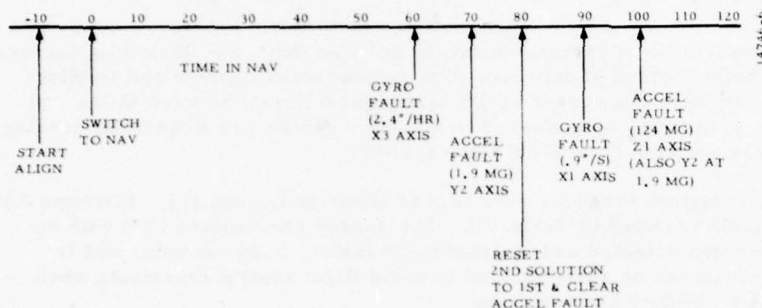 -10 0 10 20 30 40 50 60 70 80 90 100 110 120
TIME IN NAV
START
ALIGN
SWITCH
TO NAV
GYRO
FAULT
(2.4°/HR)
X3 AXIS
ACCEL
FAULT
(1.9 MG)
Y2 AXIS
RESET
2ND SOLUTION
TO 1ST & CLEAR
ACCEL FAULT
GYRO
FAULT
(.9°/S)
X1 AXIS
ACCEL
FAULT
(124 MG)
Z1 AXIS
(ALSO Y2 AT
1.9 MG)